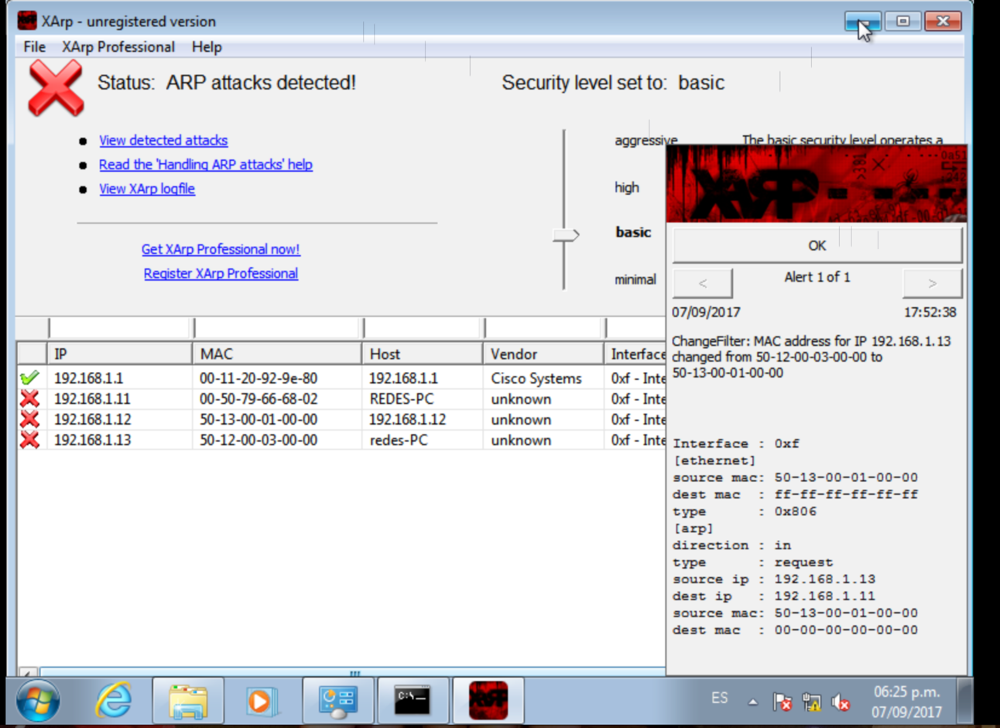 XArp - unregistered version
File XArp Professional Help
Status: ARP attacks detected!
Security level set to: basic
View detected attacks
Read the 'Handling ARP attacks' help
View XArp logfile
Get XArp Professional now!
Register XArp Professional
aggressive
The basic security level operates a
high
basic
minimal
IP MAC Host Vendor Interface
192.168.1.1 00-11-20-92-9e-80 192.168.1.1 Cisco Systems 0xf - Inte
192.168.1.11 00-50-79-66-68-02 REDES-PC unknown 0xf - Inte
192.168.1.12 50-13-00-01-00-00 192.168.1.12 unknown 0xf - Inte
192.168.1.13 50-12-00-03-00-00 redes-PC unknown 0xf - Inte
XARP
OK
< Alert 1 of 1 >
07/09/2017 17:52:38
ChangeFilter: MAC address for IP 192.168.1.13
changed from 50-12-00-03-00-00 to
50-13-00-01-00-00
Interface : 0xf
[ethernet]
source mac: 50-13-00-01-00-00
dest mac : ff-ff-ff-ff-ff-ff
type : 0x806
[arp]
direction : in
type : request
source ip : 192.168.1.13
dest ip : 192.168.1.11
source mac: 50-13-00-01-00-00
dest mac : 00-00-00-00-00-00
C:\_
ES
06:25 p.m.
07/09/2017